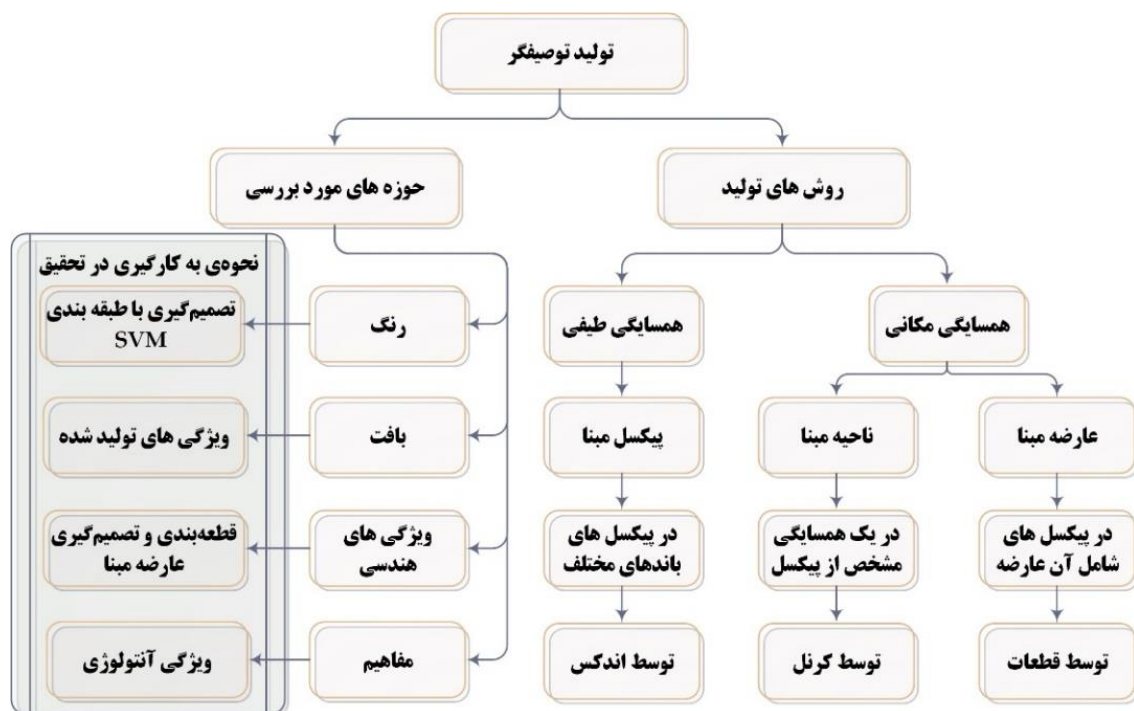 تولید توصیفگر
روش های تولید
حوزه های مورد بررسی
همسایگی مکانی
همسایگی طیفی
عارضه مبنا
ناحیه مبنا
پیکسل مبنا
در پیکسل های
شامل آن عارضه
در یک همسایگی
مشخص از پیکسل
در پیکسل های
باندهای مختلف
توسط قطعات
توسط کرنل
توسط اندکس
رنگ
بافت
ویژگی های
هندسی
مفاهیم
نحوه‌ی به کارگیری در تحقیق
تصمیم‌گیری با طبقه بندی
SVM
ویژگی های تولید شده
قطعه‌بندی و تصمیم‌گیری
عارضه مبنا
ویژگی آنتولوژی